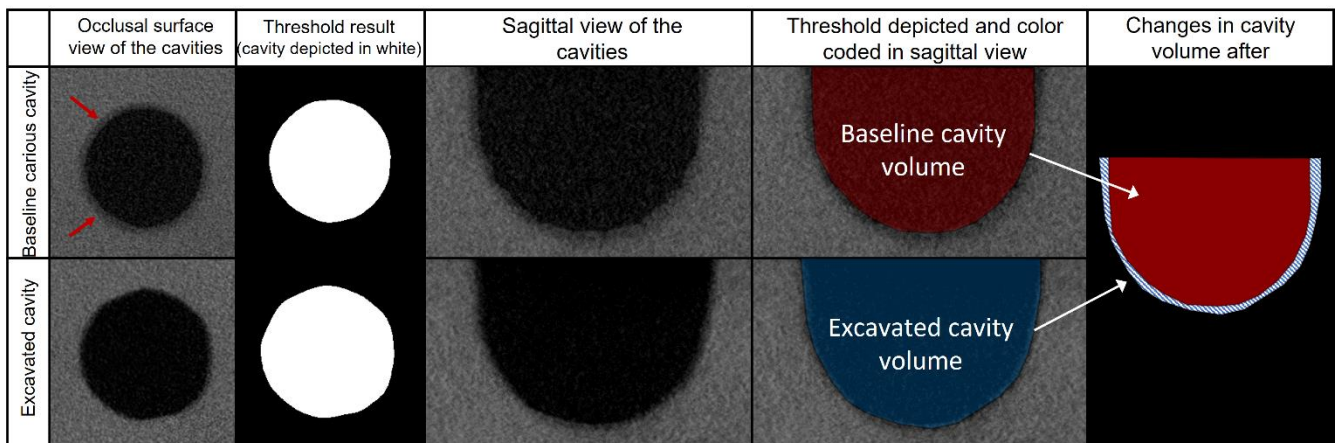 Occlusal surface
view of the cavities
Threshold result
(cavity depicted in white)
Sagittal view of the
cavities
Threshold depicted and color
coded in sagittal view
Changes in cavity
volume after
Baseline carious cavity
Baseline cavity
volume
Excavated cavity
Excavated cavity
volume